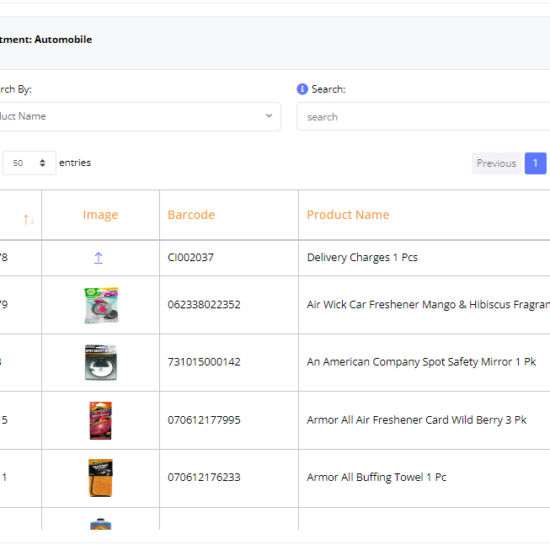 tment: Automobile
rch By:
Search:
duct Name
search
50 entries
Previous 1
Image Barcode Product Name
78 CI002037 Delivery Charges 1 Pcs
79 062338022352 Air Wick Car Freshener Mango & Hibiscus Fragran
731015000142 An American Company Spot Safety Mirror 1 Pk
5 070612177995 Armor All Air Freshener Card Wild Berry 3 Pk
1 070612176233 Armor All Buffing Towel 1 Pc